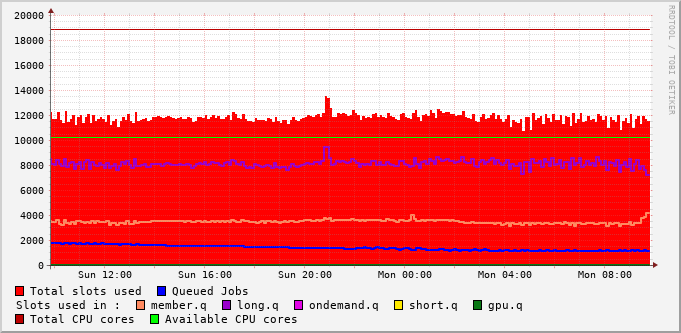 20000
18000
16000
14000
12000
10000
8000
6000
4000
2000
0
Sun 12:00 Sun 16:00 Sun 20:00 Mon 00:00 Mon 04:00 Mon 08:00
Total slots used Queued Jobs
Slots used in : member.q long.q ondemand.q short.q gpu.q
Total CPU cores Available CPU cores
RRDTOOL / TOBI OETIKER